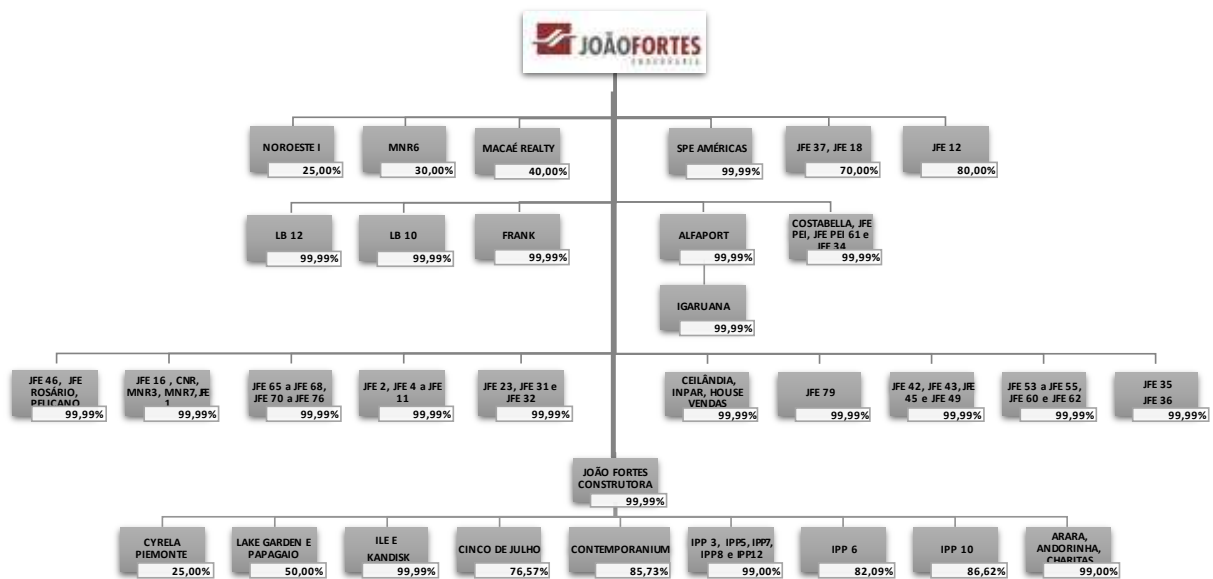 JOÃOFORTES
ENGENHARIA
NOROESTE I
25,00%
MNR6
30,00%
MACAÉ REALTY
40,00%
SPE AMÉRICAS
99,99%
JFE 37, JFE 18
70,00%
JFE 12
80,00%
LB 12
99,99%
LB 10
99,99%
FRANK
99,99%
ALFAPORT
99,99%
COSTABELLA, JFE
PEI, JFE PEI 61 e
JFE 34
99,99%
IGARUANA
99,99%
JFE 46, JFE
ROSÁRIO,
PELICANO
99,99%
JFE 16 , CNR,
MNR3, MNR7, JFE
1
99,99%
JFE 65 a JFE 68,
JFE 70 a JFE 76
99,99%
JFE 2, JFE 4 a JFE
11
99,99%
JFE 23, JFE 31 e
JFE 32
99,99%
CEILÂNDIA,
INPAR, HOUSE
VENDAS
99,99%
JFE 79
99,99%
JFE 42, JFE 43, JFE
45 e JFE 49
99,99%
JFE 53 a JFE 55,
JFE 60 e JFE 62
99,99%
JFE 35
JFE 36
99,99%
JOÃO FORTES
CONSTRUTORA
99,99%
CYRELA
PIEMONTE
25,00%
LAKE GARDEN E
PAPAGAIO
50,00%
ILE E
KANDISK
99,99%
CINCO DE JULHO
76,57%
CONTEMPORANIUM
85,73%
IPP 3, IPP5, IPP7,
IPP8 e IPP12
99,00%
IPP 6
82,09%
IPP 10
86,62%
ARARA,
ANDORINHA,
CHARITAS
99,00%